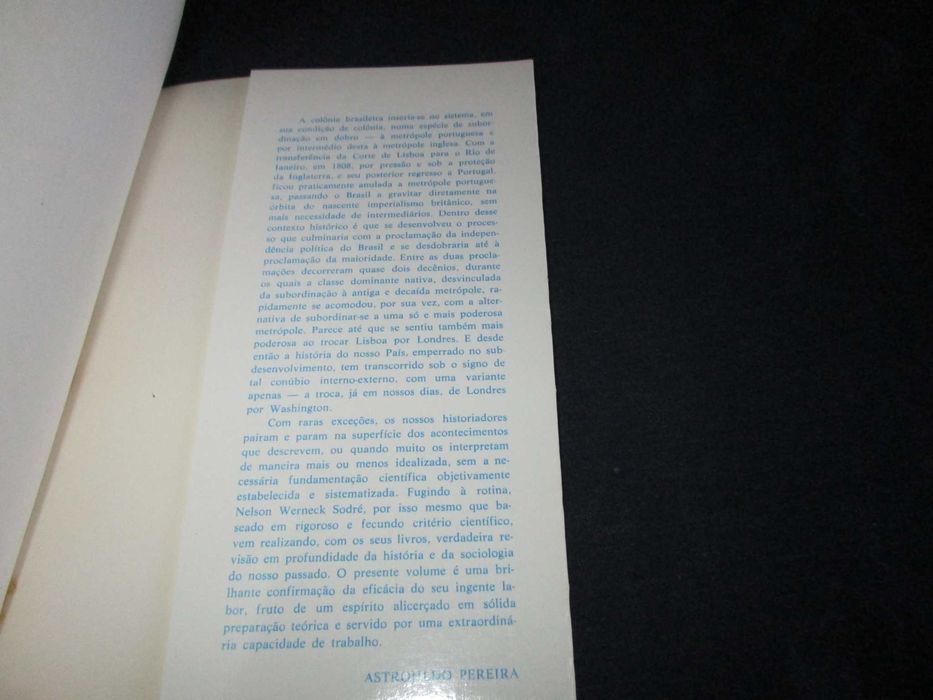 A colônia brasileira inseria-se no sistema, em
sua condição de colônia, numa espécie de subor-
dinação em dobro — à metrópole portuguesa e
por intermédio desta à metrópole inglesa. Com a
transferência da Corte de Lisboa para o Rio de
Janeiro, em 1808, por pressão e sob a proteção
da Inglaterra, e seu posterior regresso a Portugal,
ficou praticamente anulada a metrópole portugue-
sa, passando o Brasil a gravitar diretamente na
órbita do nascente imperialismo britânico, sem
mais necessidade de intermediários. Dentro desse
contexto histórico é que se desenvolveu o proces-
so que culminaria com a proclamação da indepen-
dência política do Brasil e se desdobraria até à
proclamação da maioridade. Entre as duas procla-
mações decorreram quase dois decênios, durante
os quais a classe dominante nativa, desvinculada
da subordinação à antiga e decaída metrópole, ra-
pidamente se acomodou, por sua vez, com a alter-
nativa de subordinar-se a uma só e mais poderosa
metrópole. Parece até que se sentiu também mais
poderosa ao trocar Lisboa por Londres. E desde
então a história do nosso País, emperrado no sub-
desenvolvimento, tem transcorrido sob o signo de
tal conúbio interno-externo, com uma variante
apenas — a troca, já em nossos dias, de Londres
por Washington.
Com raras exceções, os nossos historiadores
pairam e param na superfície dos acontecimentos
que descrevem, ou quando muito os interpretam
de maneira mais ou menos idealizada, sem a ne-
cessária fundamentação científica objetivamente
estabelecida e sistematizada. Fugindo à rotina,
Nelson Werneck Sodré, por isso mesmo que ba-
seado em rigoroso e fecundo critério científico,
vem realizando, com os seus livros, verdadeira re-
visão em profundidade da história e da sociologia
do nosso passado. O presente volume é uma bri-
lhante confirmação da eficácia do seu ingente la-
bor, fruto de um espírito alicerçado em sólida
preparação teórica e servido por uma extraordiná-
ria capacidade de trabalho.
ASTROJILDO PEREIRA